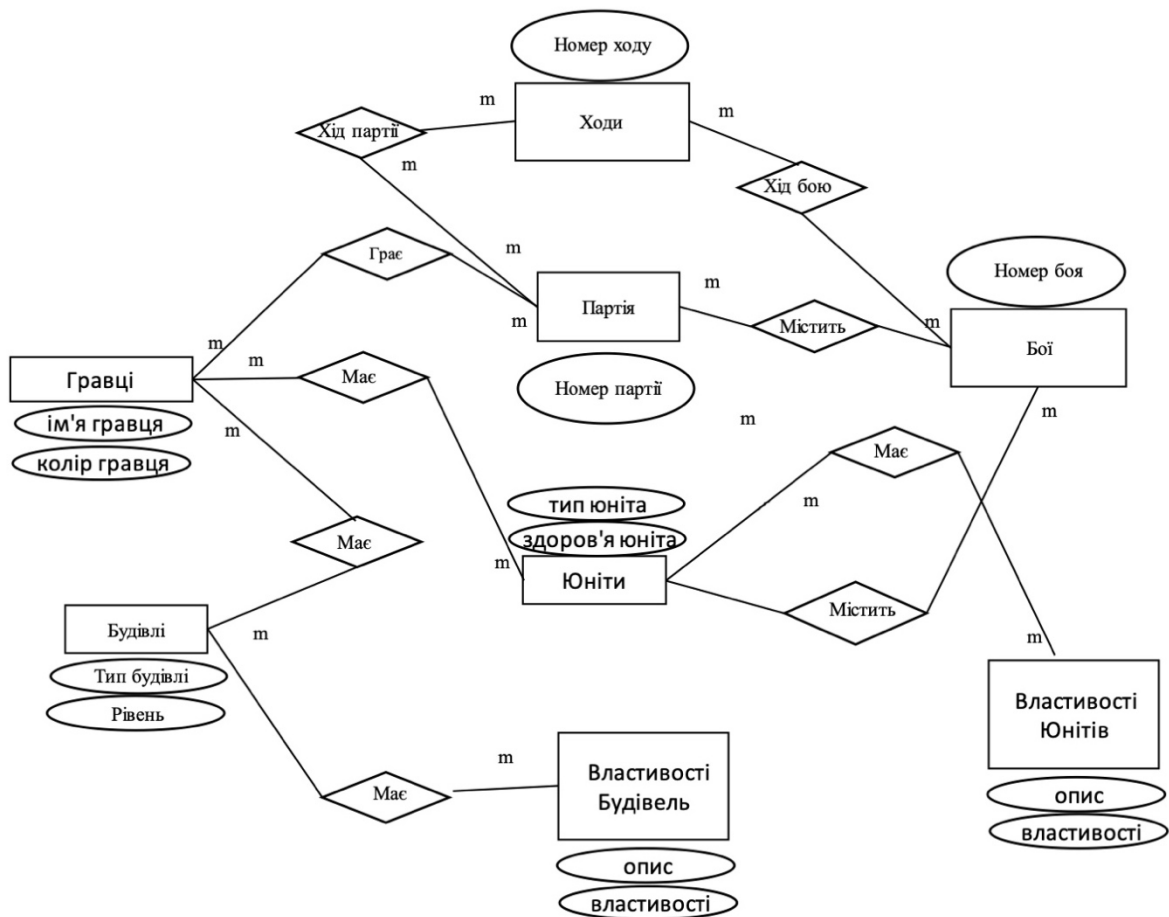 Номер ходу
m
m
Хід партії
Ходи
m
Хід бою
m
Грає
m
Номер боя
m
Партія
m
m
m
Містить
m
Бої
Гравці
m
Має
Номер партії
ім'я гравця
m
колір гравця
m
m
Має
тип юніта
m
здоров'я юніта
Має
m
Юніти
Містить
Будівлі
m
m
Тип будівлі
Рівень
Властивості
Юнітів
m
Властивості
Будівель
Має
опис
властивості
опис
властивості